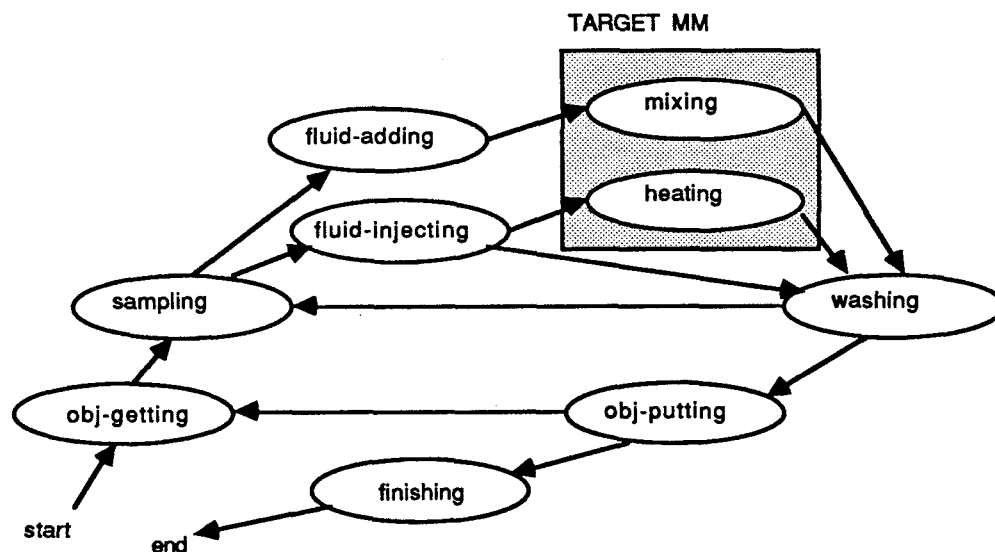 TARGET MM
mixing
fluid-adding
heating
fluid-injecting
sampling
washing
obj-getting
obj-putting
finishing
start
end